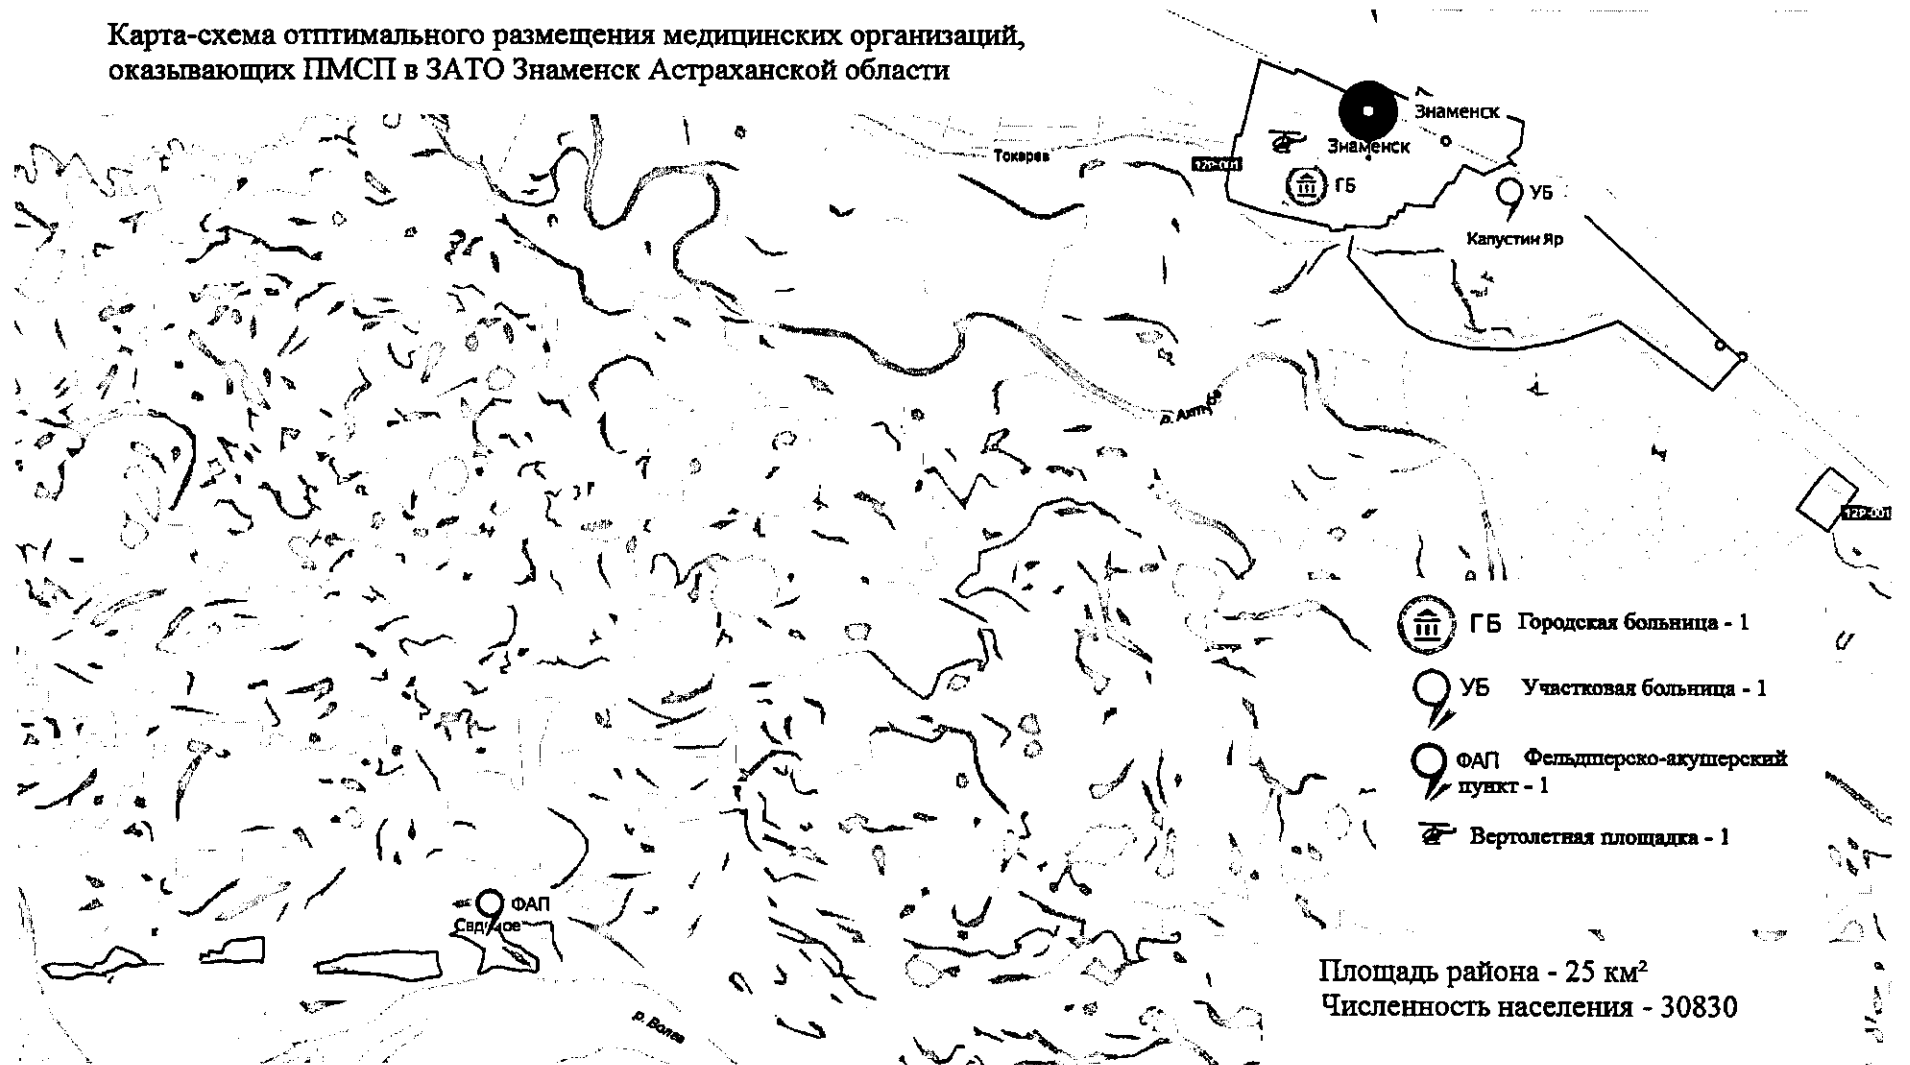 Карта-схема отптимального размещения медицинских организаций,
оказывающих ПМСП в ЗАТО Знаменск Астраханской области
Знаменск
Знаменск
Токарев
12Р-001
ГБ
УБ
Капустин Яр
р. Ахтуба
12Р-001
ГБ Городская больница - 1
УБ Участковая больница - 1
ФАП Фельдшерско-акушерский
пункт - 1
Вертолетная площадка - 1
ФАП
р. Волга
Площадь района - 25 км²
Численность населения - 30830